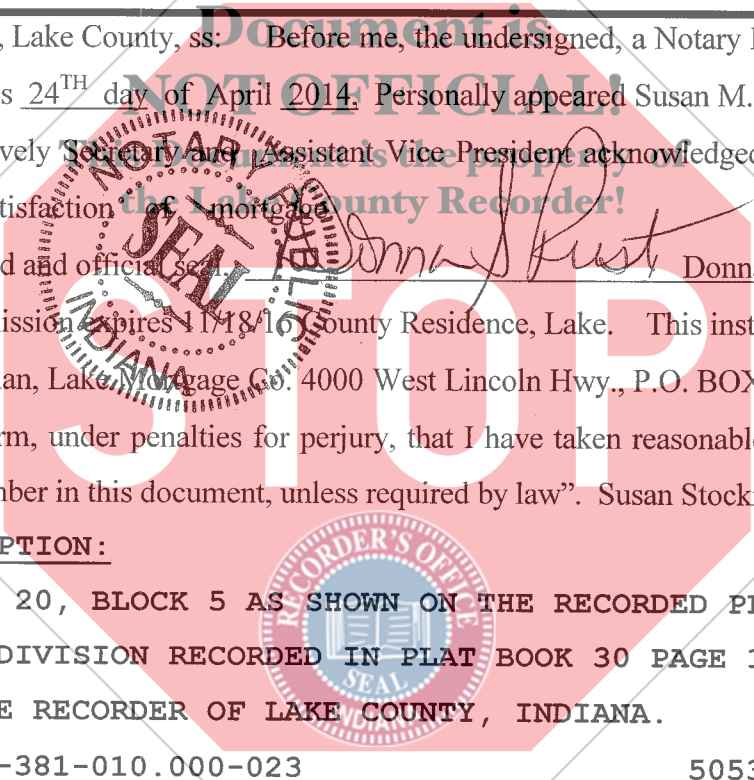 Document is
, Lake County, ss: Before me, the undersigned, a Notary
NOT OFFICIAL!
s 24TH day of April 2014, Personally appeared Susan M.
This Document is the property of
vely Secretary and Assistant Vice President acknowledged
the Lake County Recorder!
tisfaction of mortgage
d and official seal. Donna S Rust Donn
NOTARY PUBLIC
SEAL
INDIANA
STOP
ission expires 11/18/16 County Residence, Lake. This inst
an, Lake Mortgage Co. 4000 West Lincoln Hwy., P.O. BOX
rm, under penalties for perjury, that I have taken reasonabl
ber in this document, unless required by law”. Susan Stock
PTION:
RECORDER'S OFFICE
SEAL
INDIANA
20, BLOCK 5 AS SHOWN ON THE RECORDED P
DIVISION RECORDED IN PLAT BOOK 30 PAGE 1
E RECORDER OF LAKE COUNTY, INDIANA.
-381-010.000-023 505